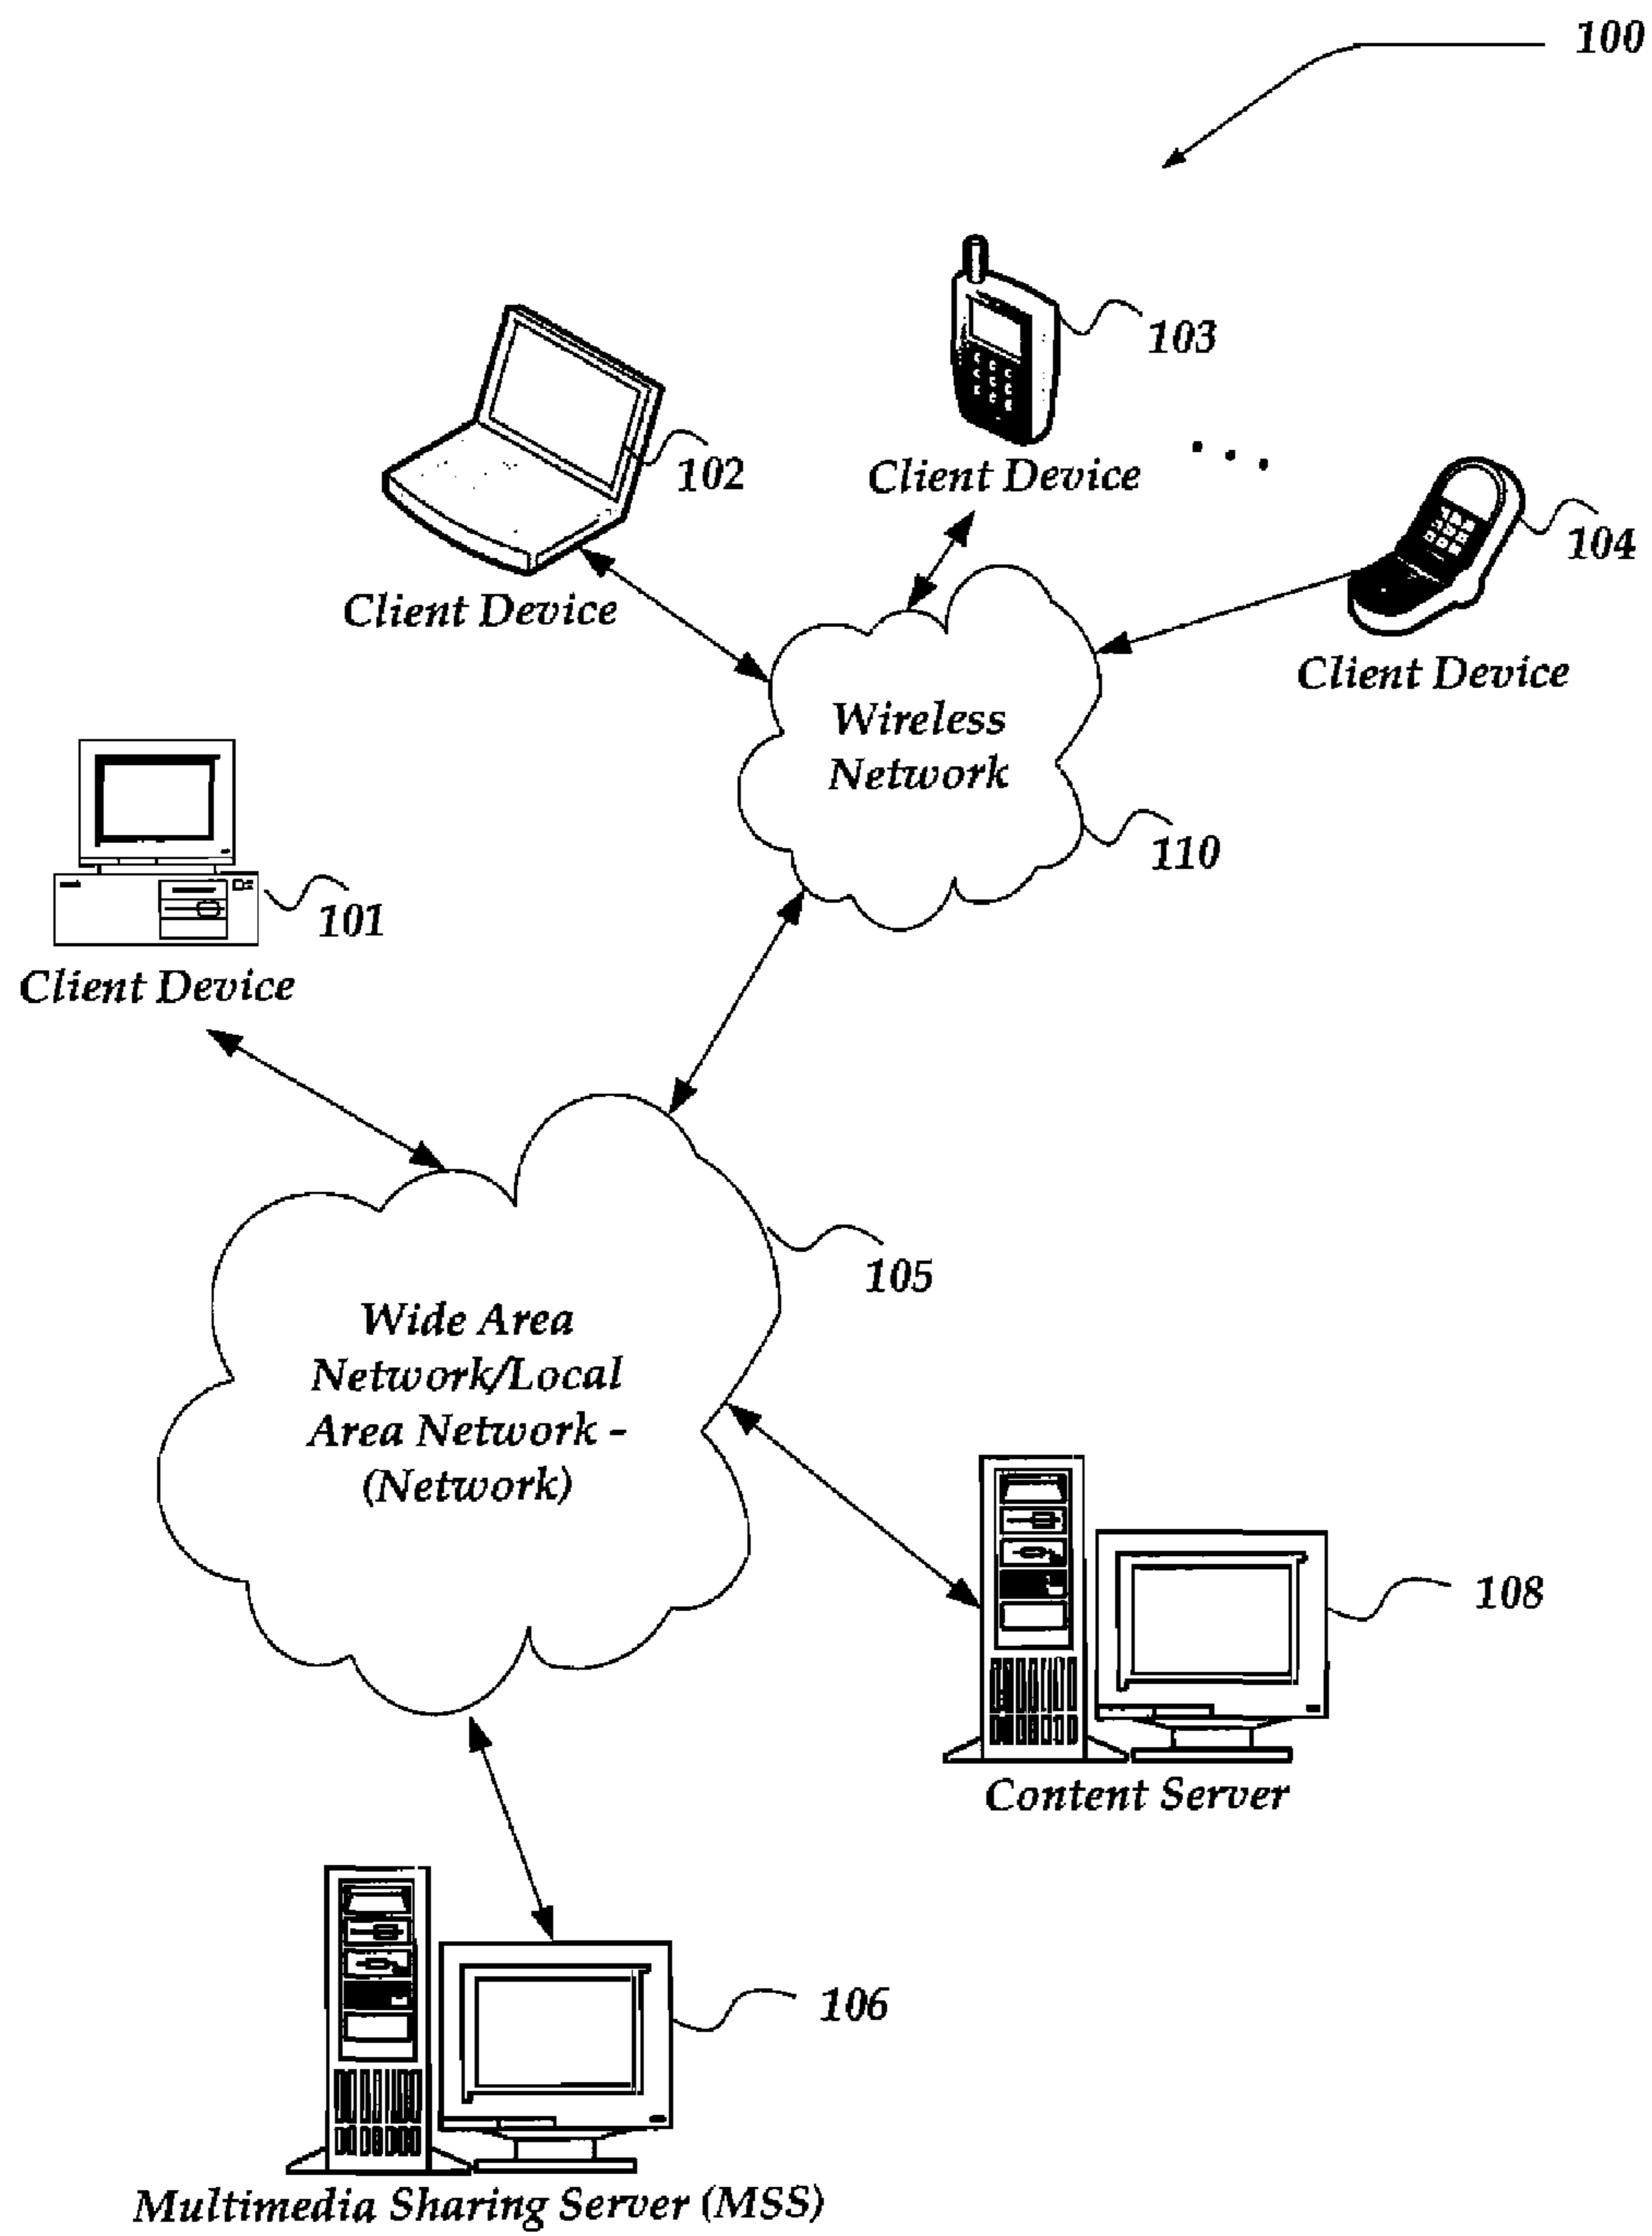 100
103
102
Client Device
104
Client Device
Client Device
Wireless
Network
110
101
Client Device
105
Wide Area
Network/Local
Area Network -
(Network)
108
Content Server
106
Multimedia Sharing Server (MSS)